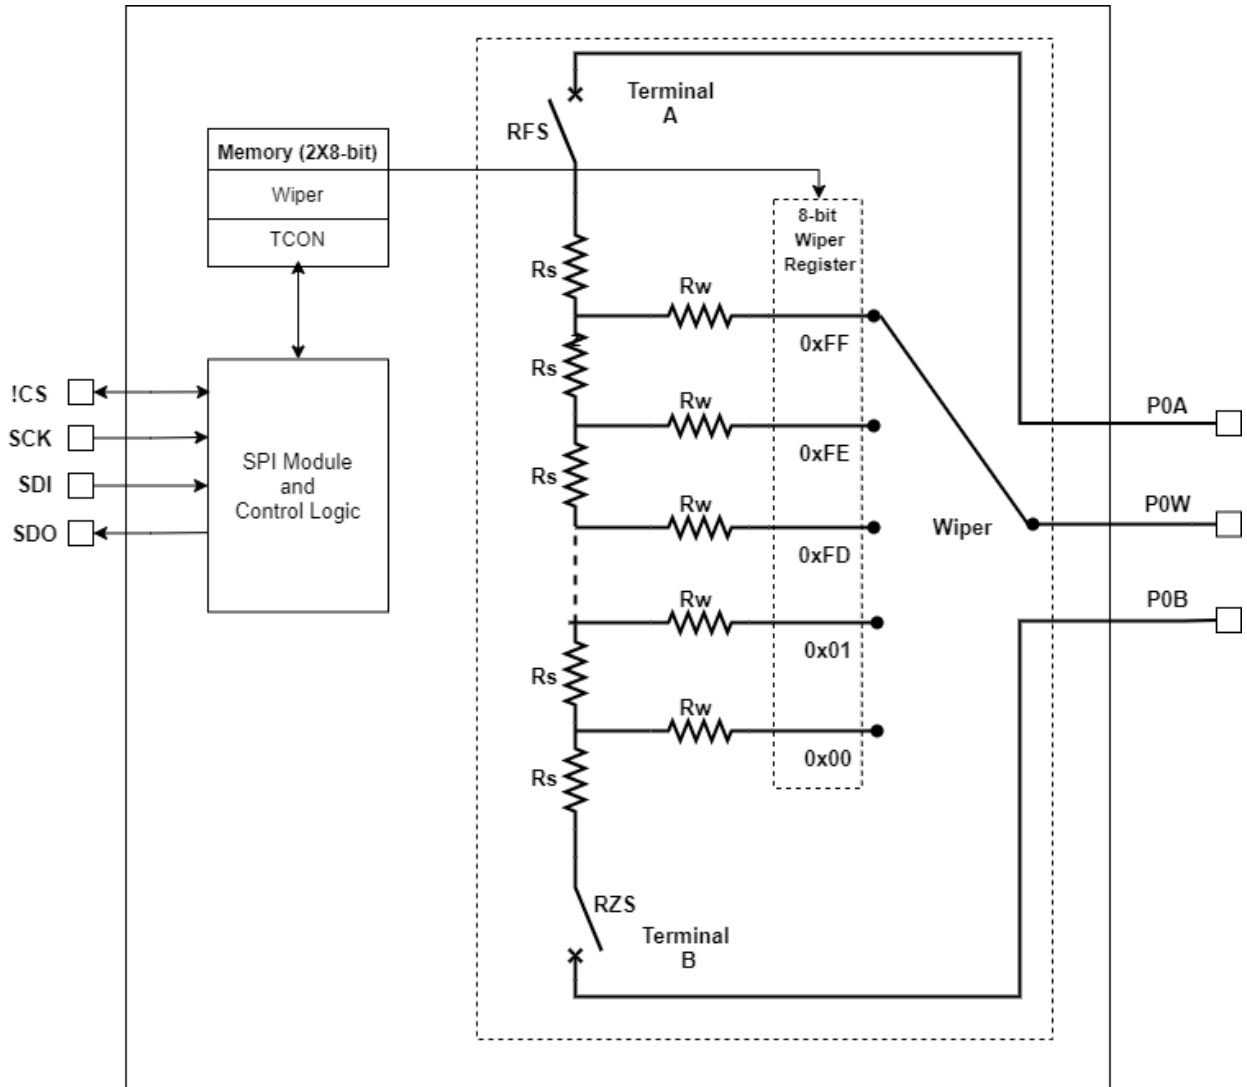 Terminal
A
RFS
Memory (2X8-bit)
Wiper
TCON
8-bit
Wiper
Register
Rs
Rw
0xFF
Rs
!CS
Rw
P0A
SCK
0xFE
SPI Module
and
Control Logic
Rs
SDI
Rw
P0W
SDO
Wiper
0xFD
Rw
P0B
0x01
Rs
Rw
0x00
Rs
RZS
Terminal
B